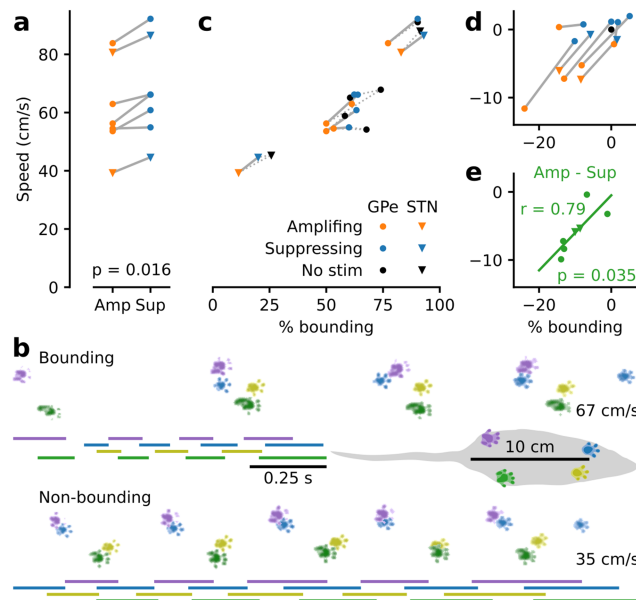 a
c
d
e
b
Speed (cm/s)
80
60
40
20
0
p = 0.016
Amp Sup
GPe STN
Amplifing
Suppressing
No stim
0 25 50 75 100
% bounding
0
−10
−20 0
Amp - Sup
0
r = 0.79
−10
p = 0.035
−20 0
% bounding
Bounding
67 cm/s
0.25 s
10 cm
Non-bounding
35 cm/s